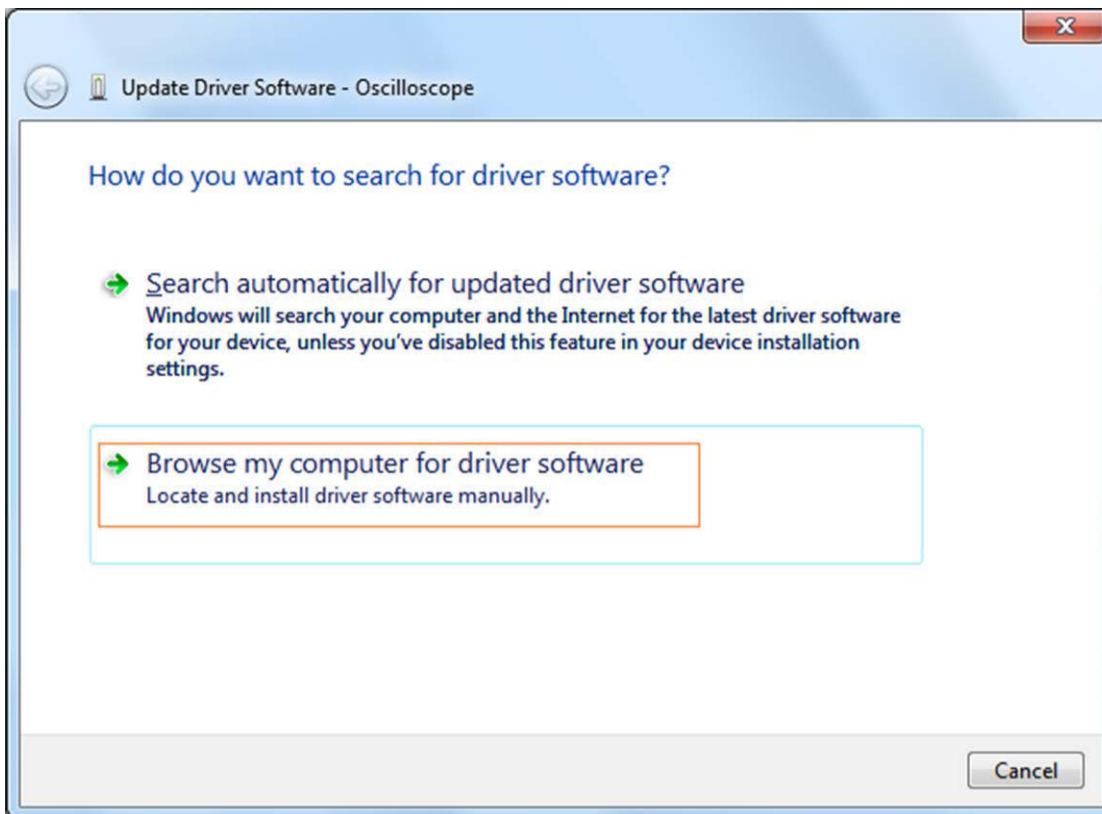 Update Driver Software - Oscilloscope
How do you want to search for driver software?
Search automatically for updated driver software
Windows will search your computer and the Internet for the latest driver software
for your device, unless you've disabled this feature in your device installation
settings.
Browse my computer for driver software
Locate and install driver software manually.
Cancel